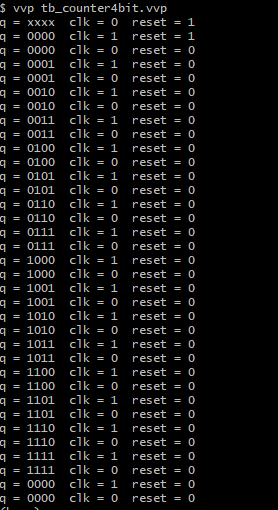 $ vvp tb_counter4bit.vvp
q = xxxx clk = 0 reset = 1
q = 0000 clk = 1 reset = 1
q = 0000 clk = 0 reset = 0
q = 0001 clk = 1 reset = 0
q = 0001 clk = 0 reset = 0
q = 0010 clk = 1 reset = 0
q = 0010 clk = 0 reset = 0
q = 0011 clk = 1 reset = 0
q = 0011 clk = 0 reset = 0
q = 0100 clk = 1 reset = 0
q = 0100 clk = 0 reset = 0
q = 0101 clk = 1 reset = 0
q = 0101 clk = 0 reset = 0
q = 0110 clk = 1 reset = 0
q = 0110 clk = 0 reset = 0
q = 0111 clk = 1 reset = 0
q = 0111 clk = 0 reset = 0
q = 1000 clk = 1 reset = 0
q = 1000 clk = 0 reset = 0
q = 1001 clk = 1 reset = 0
q = 1001 clk = 0 reset = 0
q = 1010 clk = 1 reset = 0
q = 1010 clk = 0 reset = 0
q = 1011 clk = 1 reset = 0
q = 1011 clk = 0 reset = 0
q = 1100 clk = 1 reset = 0
q = 1100 clk = 0 reset = 0
q = 1101 clk = 1 reset = 0
q = 1101 clk = 0 reset = 0
q = 1110 clk = 1 reset = 0
q = 1110 clk = 0 reset = 0
q = 1111 clk = 1 reset = 0
q = 1111 clk = 0 reset = 0
q = 0000 clk = 1 reset = 0
q = 0000 clk = 0 reset = 0